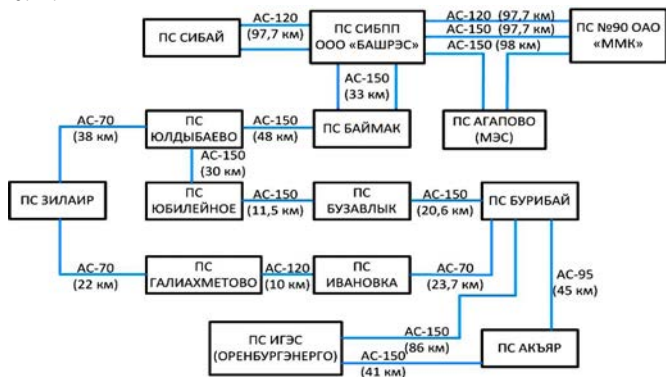 АС-120
(97,7 км)
ПС СИБАЙ
ПС СИБПП
ООО «БАШРЭС»
АС-120 (97,7 км)
АС-150 (97,7 км)
АС-150 (98 км)
ПС №90 ОАО
«ММК»
АС-150
(33 км)
ПС АГАПОВО
(МЭС)
АС-70
(38 км)
ПС
ЮЛДЫБАЕВО
АС-150
(48 км)
ПС БАЙМАК
АС-150
(30 км)
ПС ЗИЛАИР
ПС
ЮБИЛЕЙНОЕ
АС-150
(11,5 км)
ПС
БУЗАВЛЫК
АС-150
(20,6 км)
ПС БУРИБАЙ
АС-70
(22 км)
ПС
ГАЛИАХМЕТОВО
АС-120
(10 км)
ПС
ИВАНОВКА
АС-70
(23,7 км)
АС-95
(45 км)
ПС ИГЭС
(ОРЕНБУРГЭНЕРГО)
АС-150
(86 км)
АС-150
(41 км)
ПС АКЪЯР